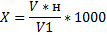 X = V * н / V1 * 1000